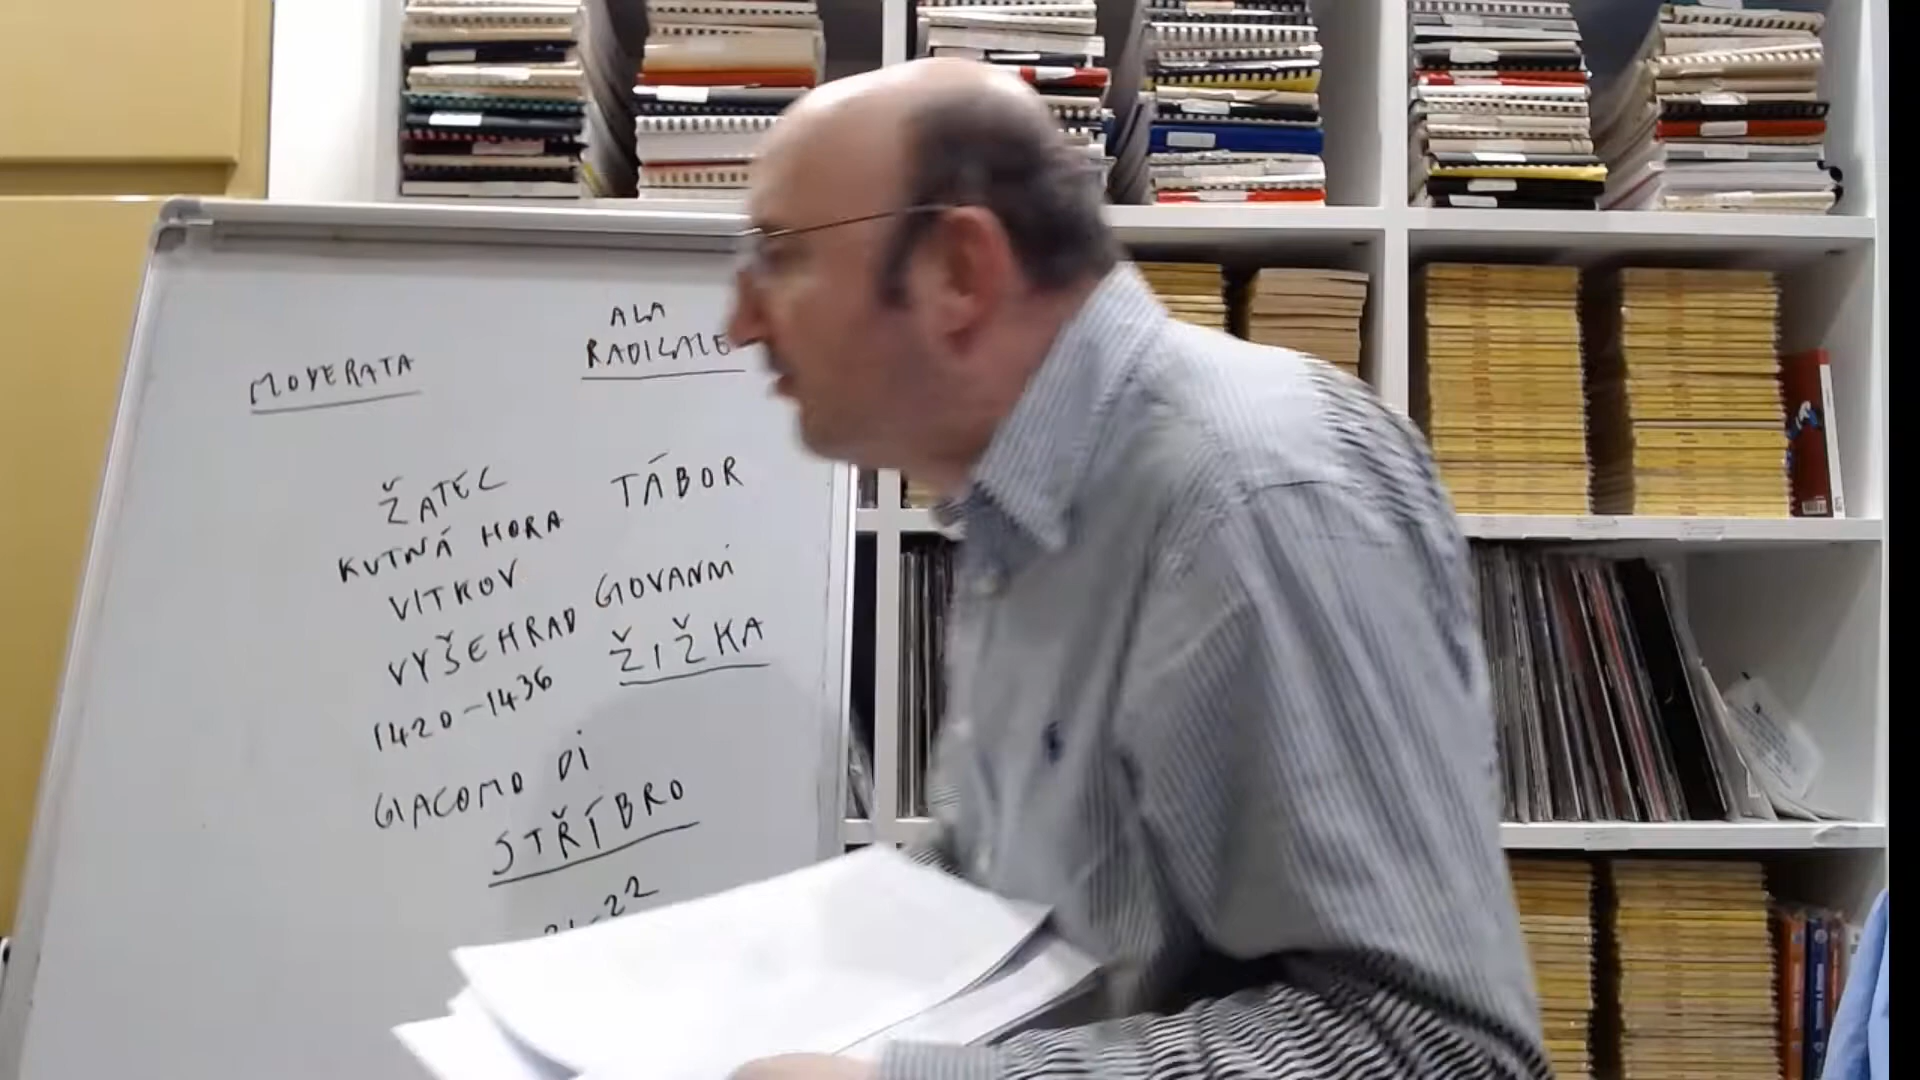 ALA
RADICALE
MODERATA
ŽATEC
TÁBOR
KUTNÁ HORA
VITKOV
GIOVANNI
VYŠEHRAD
ŽIŽKA
1420-1436
GIACOMO DI
STŘÍBRO